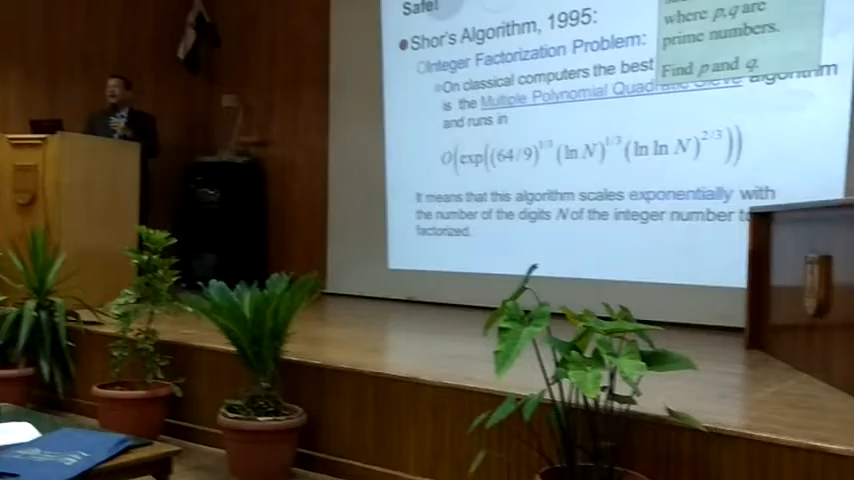 Safe!
where p,q are
prime numbers.
Find p and q.
Shor's Algorithm, 1995:
Integer Factorization Problem:
On classical computers the best
is the Multiple Polynomial Quadratic Sieve algorithm
and runs in
O(exp((64/9)^{1/3} (ln N)^{1/3} (ln ln N)^{2/3}))
It means that this algorithm scales exponentially with
the number of the digits N of the integer number to
factorized.